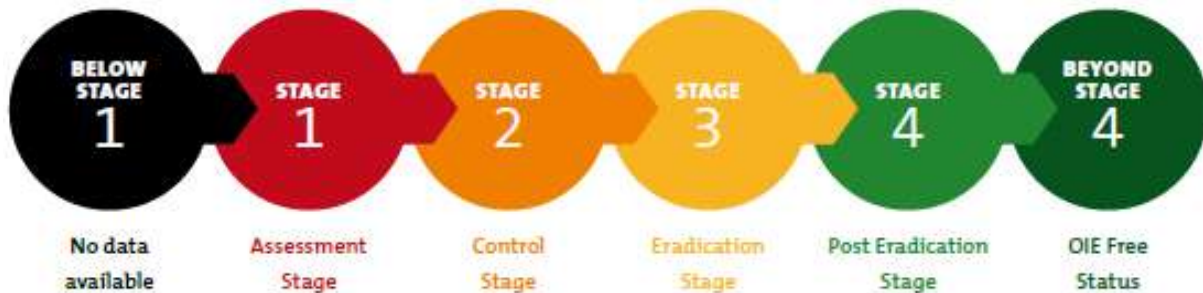 BELOW
STAGE
1
STAGE
1
STAGE
2
STAGE
3
STAGE
4
BEYOND
STAGE
4
No data
available
Assessment
Stage
Control
Stage
Eradication
Stage
Post Eradication
Stage
OIE Free
Status